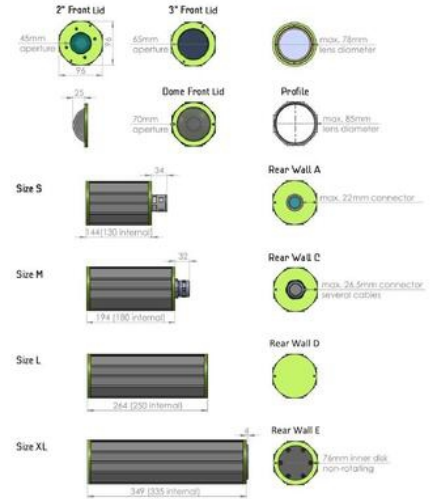 2" Front Lid
3" Front Lid
45mm
aperture
96
96
65mm
aperture
max. 78mm
lens diameter
25
Dome Front Lid
70mm
aperture
Profile
max. 85mm
lens diameter
Size S
34
144(130 internal)
Rear Wall A
max. 22mm connector
Size M
32
194 (180 internal)
Rear Wall C
max. 26.5mm connector
several cables
Size L
264 (250 internal)
Rear Wall D
Size XL
4
349 (335 internal)
Rear Wall E
76mm inner disk
non-rotating